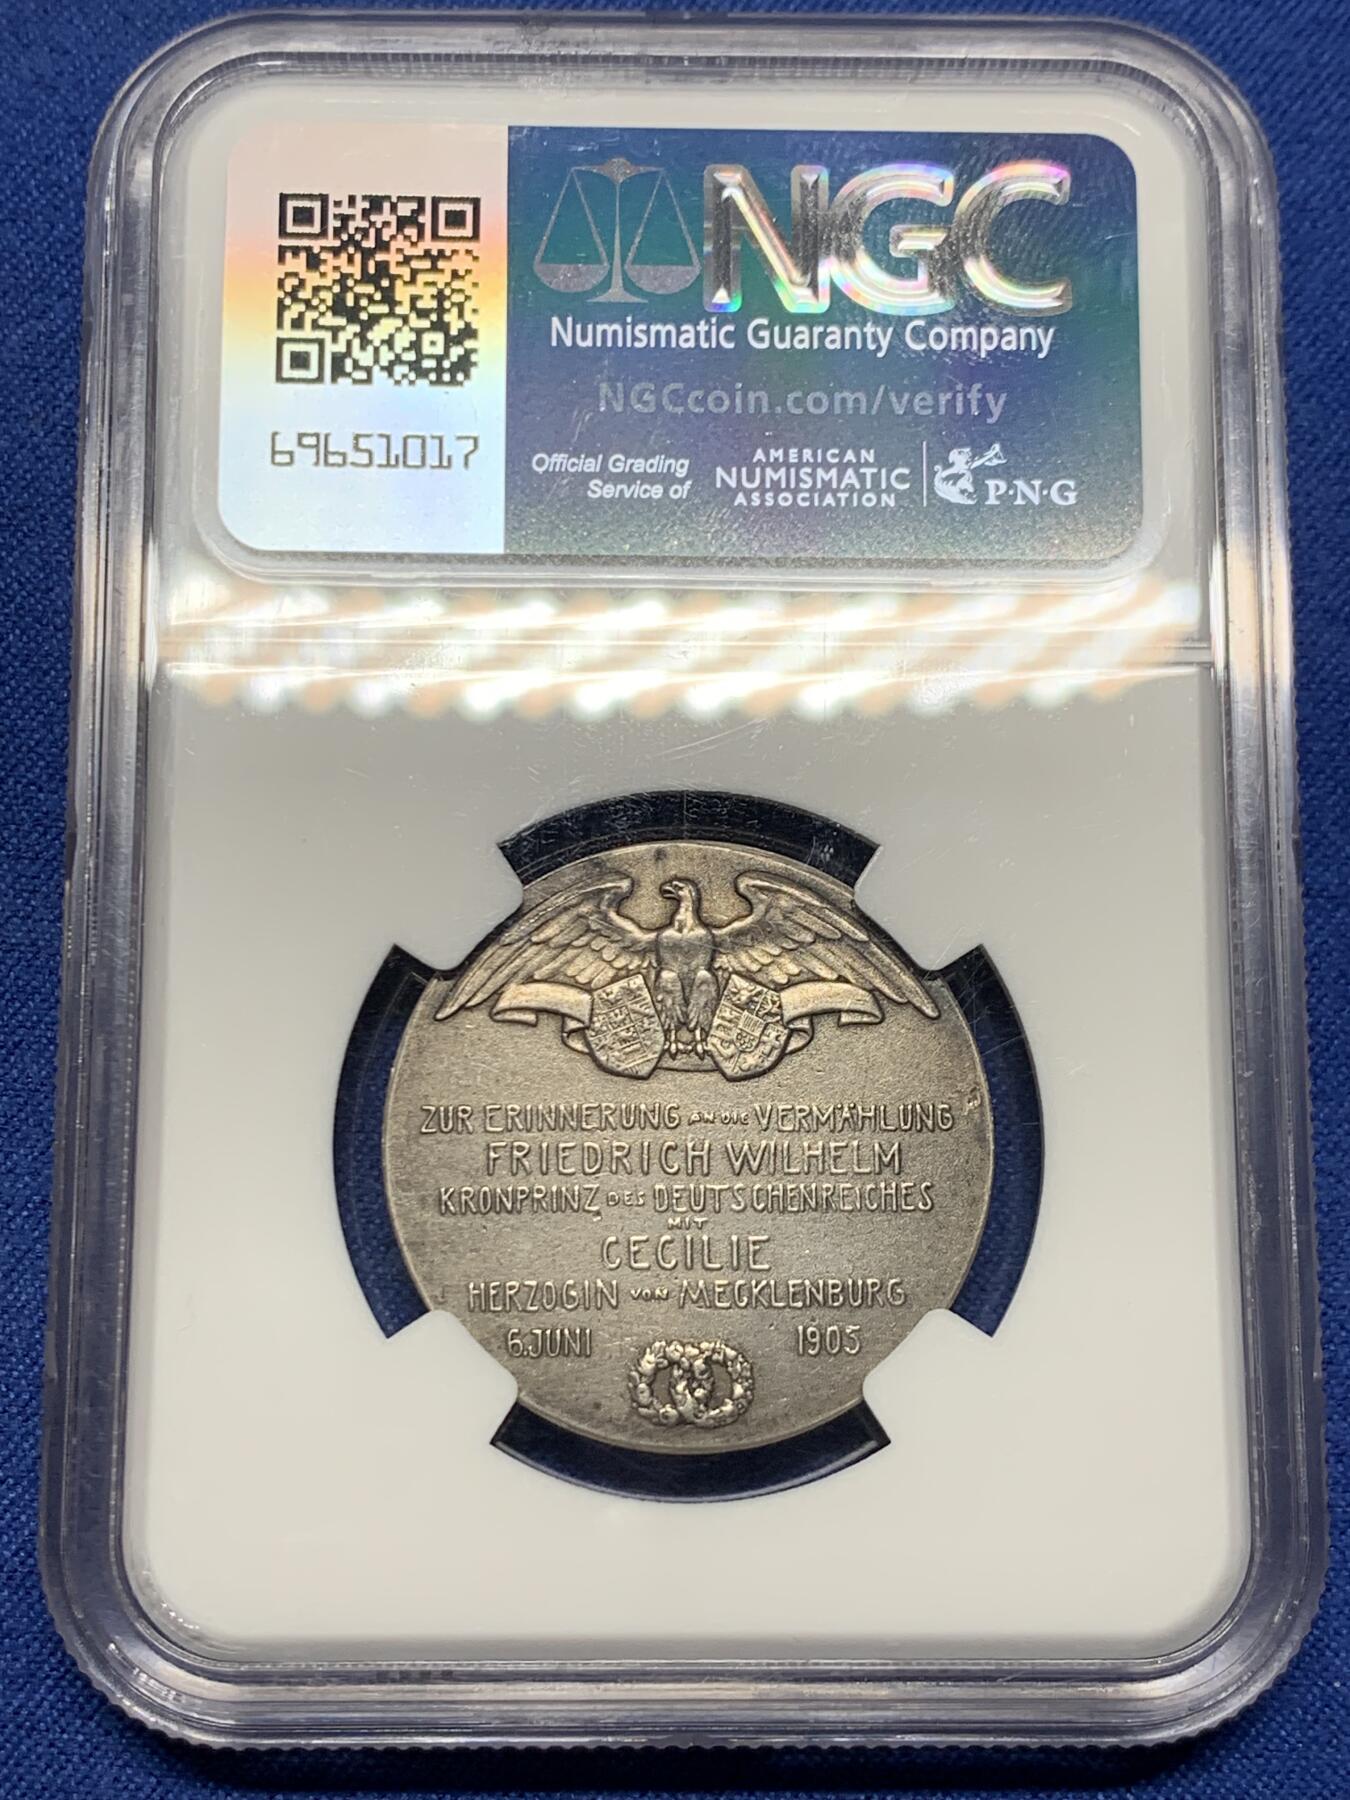 NGC
Numismatic Guaranty Company
NGCcoin.com/verify
69651017
Official Grading
Service of
AMERICAN
NUMISMATIC
ASSOCIATION
P·N·G
ZUR ERINNERUNG AN DIE VERMÄHLUNG
FRIEDRICH WILHELM
KRONPRINZ DES DEUTSCHENREICHES
MIT
CECILIE
HERZOGIN VON MECKLENBURG
6.JUNI 1905